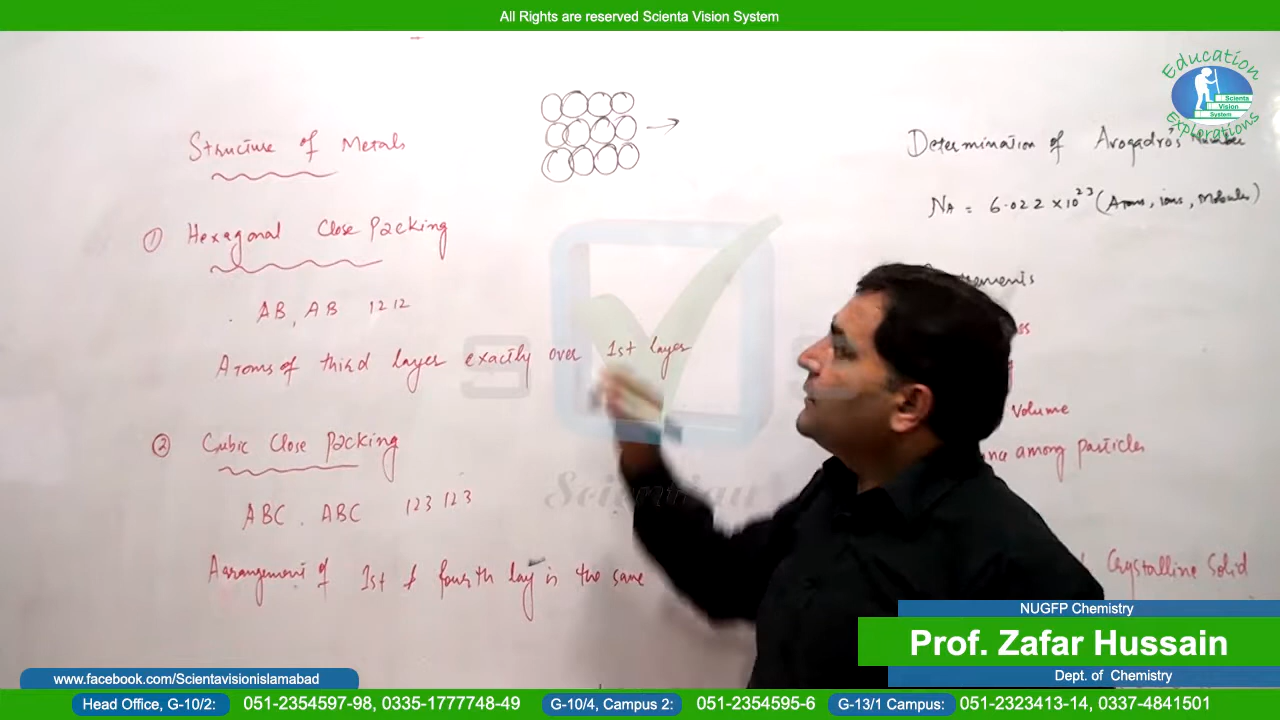 All Rights are reserved Scienta Vision System
Education
Scienta
Vision
System
Explorations
Structure of Metals
① Hexagonal Close Packing
AB, AB 12 12
Atoms of third layer exactly over 1st layer
② Cubic Close Packing
ABC . ABC 123 123
Arrangement of 1st & fourth lay is the same
Determination of Avogadro's Number
NA = 6.022 × 10²³ (Atoms, ions, Molecules)
volume
among particles
Crystalline Solid
NUGFP Chemistry
Prof. Zafar Hussain
Dept. of Chemistry
www.facebook.com/Scientavisionislamabad
Head Office, G-10/2: 051-2354597-98, 0335-1777748-49 G-10/4, Campus 2: 051-2354595-6 G-13/1 Campus: 051-2323413-14, 0337-4841501